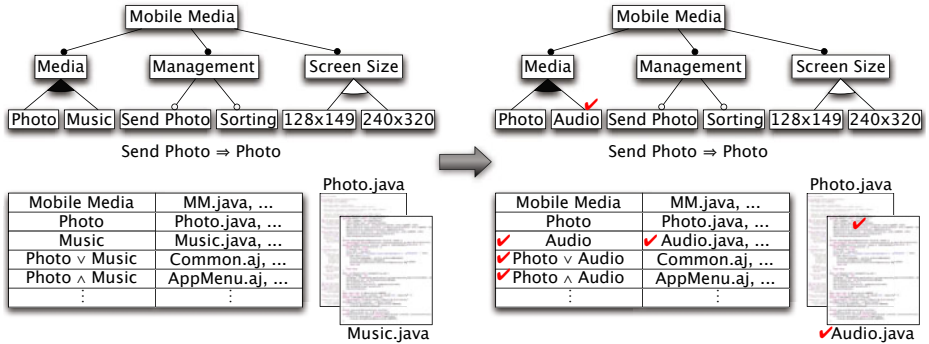 Mobile Media
Media Management Screen Size
Photo Music Send Photo Sorting 128x149 240x320
Send Photo ⇒ Photo
Photo.java
Mobile Media MM.java, ...
Photo Photo.java, ...
Music Music.java, ...
Photo ∨ Music Common.aj, ...
Photo ∧ Music AppMenu.aj, ...
⋮ ⋮
Music.java
Mobile Media
Media Management Screen Size
Photo Audio Send Photo Sorting 128x149 240x320
Send Photo ⇒ Photo
Photo.java
Mobile Media MM.java, ...
Photo Photo.java, ...
✔ Audio ✔ Audio.java, ...
✔ Photo ∨ Audio Common.aj, ...
✔ Photo ∧ Audio AppMenu.aj, ...
⋮ ⋮
✔ Audio.java